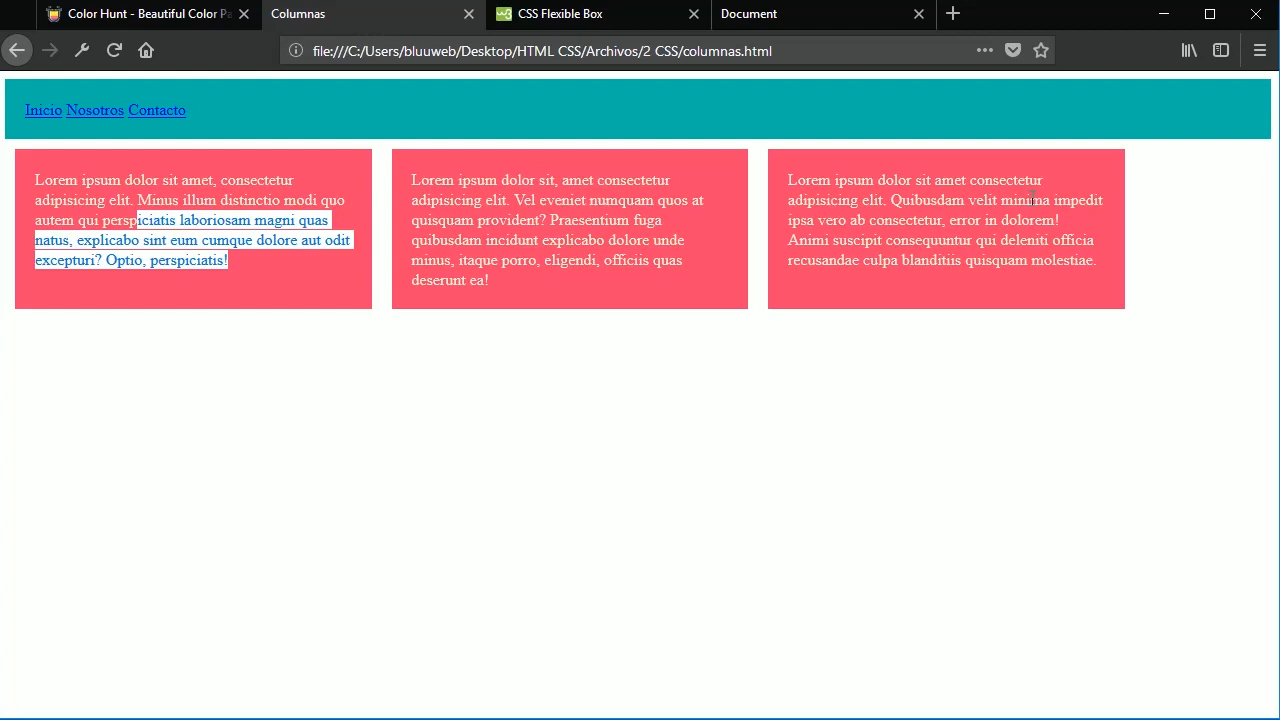 Color Hunt - Beautiful Color Pa
Columnas
CSS Flexible Box
Document
file:///C:/Users/bluuweb/Desktop/HTML CSS/Archivos/2 CSS/columnas.html
Inicio Nosotros Contacto
Lorem ipsum dolor sit amet, consectetur
adipisicing elit. Minus illum distinctio modi quo
autem qui perspiciatis laboriosam magni quas
natus, explicabo sint eum cumque dolore aut odit
excepturi? Optio, perspiciatis!
Lorem ipsum dolor sit, amet consectetur
adipisicing elit. Vel eveniet numquam quos at
quisquam provident? Praesentium fuga
quibusdam incidunt explicabo dolore unde
minus, itaque porro, eligendi, officiis quas
deserunt ea!
Lorem ipsum dolor sit amet consectetur
adipisicing elit. Quibusdam velit minima impedit
ipsa vero ab consectetur, error in dolorem!
Animi suscipit consequuntur qui deleniti officia
recusandae culpa blanditiis quisquam molestiae.